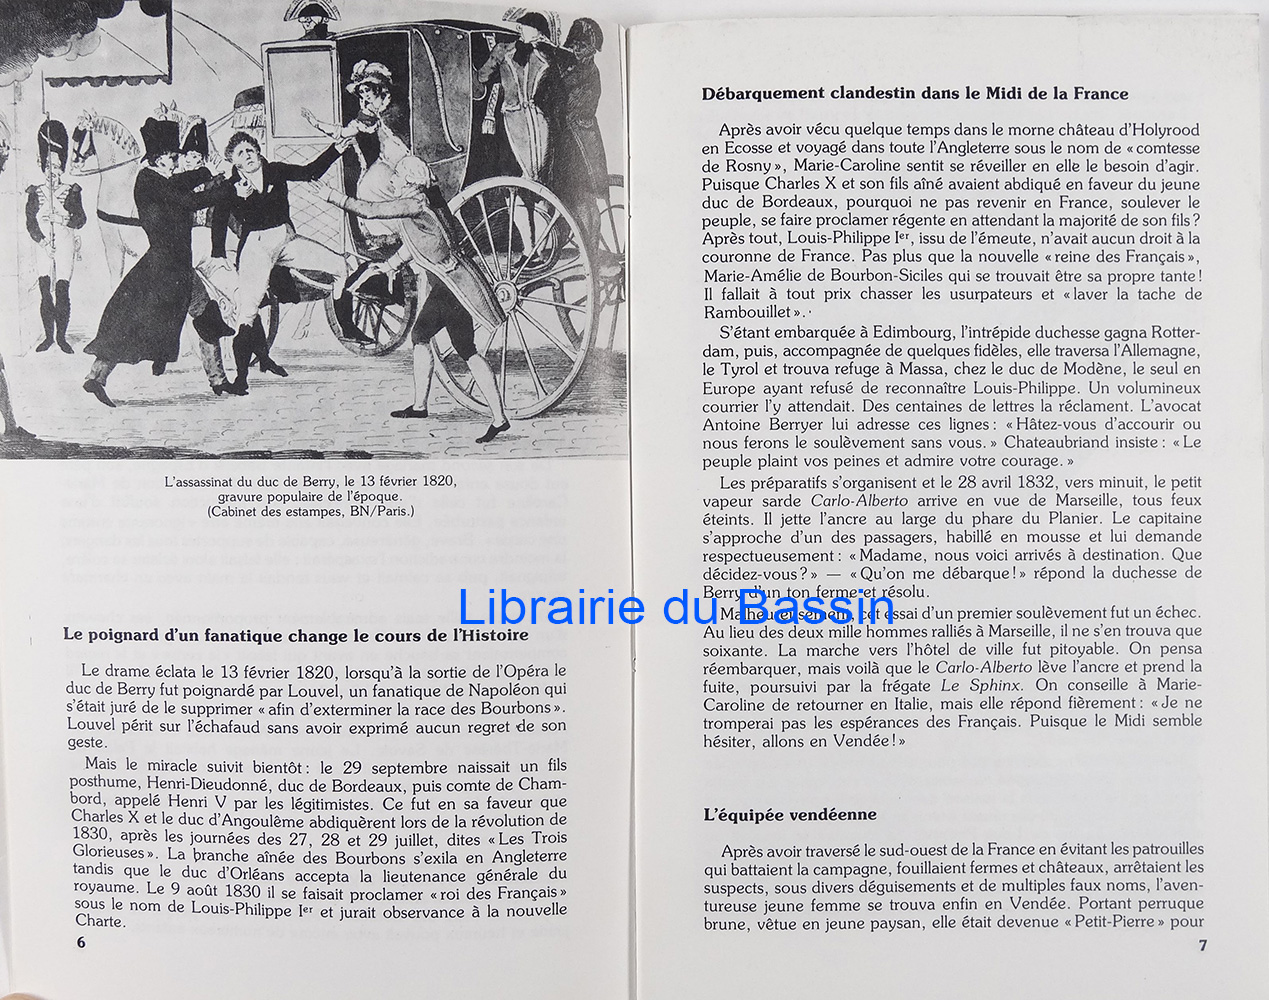 L'assassinat du duc de Berry, le 13 février 1820,
gravure populaire de l'époque.
(Cabinet des estampes, BN/Paris.)
Le poignard d'un fanatique change le cours de l'Histoire
Le drame éclata le 13 février 1820, lorsqu'à la sortie de l'Opéra le
duc de Berry fut poignardé par Louvel, un fanatique de Napoléon qui
s'était juré de le supprimer « afin d'exterminer la race des Bourbons ».
Louvel périt sur l'échafaud sans avoir exprimé aucun regret de son
geste.
Mais le miracle suivit bientôt : le 29 septembre naissait un fils
posthume, Henri-Dieudonné, duc de Bordeaux, puis comte de Cham-
bord, appelé Henri V par les légitimistes. Ce fut en sa faveur que
Charles X et le duc d'Angoulême abdiquèrent lors de la révolution de
1830, après les journées des 27, 28 et 29 juillet, dites « Les Trois
Glorieuses ». La branche aînée des Bourbons s'exila en Angleterre
tandis que le duc d'Orléans accepta la lieutenance générale du
royaume. Le 9 août 1830 il se faisait proclamer « roi des Français »
sous le nom de Louis-Philippe Ier et jurait observance à la nouvelle
Charte.
6
Débarquement clandestin dans le Midi de la France
Après avoir vécu quelque temps dans le morne château d'Holyrood
en Ecosse et voyagé dans toute l'Angleterre sous le nom de « comtesse
de Rosny », Marie-Caroline sentit se réveiller en elle le besoin d'agir.
Puisque Charles X et son fils aîné avaient abdiqué en faveur du jeune
duc de Bordeaux, pourquoi ne pas revenir en France, soulever le
peuple, se faire proclamer régente en attendant la majorité de son fils ?
Après tout, Louis-Philippe Ier, issu de l'émeute, n'avait aucun droit à la
couronne de France. Pas plus que la nouvelle « reine des Français »,
Marie-Amélie de Bourbon-Siciles qui se trouvait être sa propre tante !
Il fallait à tout prix chasser les usurpateurs et « laver la tache de
Rambouillet ».
S'étant embarquée à Edimbourg, l'intrépide duchesse gagna Rotter-
dam, puis, accompagnée de quelques fidèles, elle traversa l'Allemagne,
le Tyrol et trouva refuge à Massa, chez le duc de Modène, le seul en
Europe ayant refusé de reconnaître Louis-Philippe. Un volumineux
courrier l'y attendait. Des centaines de lettres la réclament. L'avocat
Antoine Berryer lui adresse ces lignes : « Hâtez-vous d'accourir ou
nous ferons le soulèvement sans vous. » Chateaubriand insiste : « Le
peuple plaint vos peines et admire votre courage. »
Les préparatifs s'organisent et le 28 avril 1832, vers minuit, le petit
vapeur sarde Carlo-Alberto arrive en vue de Marseille, tous feux
éteints. Il jette l'ancre au large du phare du Planier. Le capitaine
s'approche d'un des passagers, habillé en mousse et lui demande
respectueusement : « Madame, nous voici arrivés à destination. Que
décidez-vous ? » — « Qu'on me débarque ! » répond la duchesse de
Berry d'un ton ferme et résolu.
Librairie du Bassin
Malheureusement, cet essai d'un premier soulèvement fut un échec.
Au lieu des deux mille hommes ralliés à Marseille, il ne s'en trouva que
soixante. La marche vers l'hôtel de ville fut pitoyable. On pensa
réembarquer, mais voilà que le Carlo-Alberto lève l'ancre et prend la
fuite, poursuivi par la frégate Le Sphinx. On conseille à Marie-
Caroline de retourner en Italie, mais elle répond fièrement : « Je ne
tromperai pas les espérances des Français. Puisque le Midi semble
hésiter, allons en Vendée ! »
L'équipée vendéenne
Après avoir traversé le sud-ouest de la France en évitant les patrouilles
qui battaient la campagne, fouillaient fermes et châteaux, arrêtaient les
suspects, sous divers déguisements et de multiples faux noms, l'aven-
tureuse jeune femme se trouva enfin en Vendée. Portant perruque
brune, vêtue en jeune paysan, elle était devenue « Petit-Pierre » pour
7